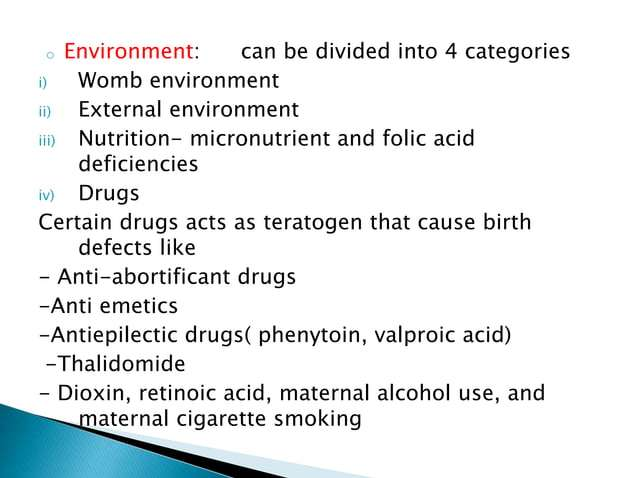 o Environment: can be divided into 4 categories
i) Womb environment
ii) External environment
iii) Nutrition- micronutrient and folic acid
deficiencies
iv) Drugs
Certain drugs acts as teratogen that cause birth
defects like
- Anti-abortificant drugs
-Anti emetics
-Antiepilectic drugs( phenytoin, valproic acid)
-Thalidomide
- Dioxin, retinoic acid, maternal alcohol use, and
maternal cigarette smoking